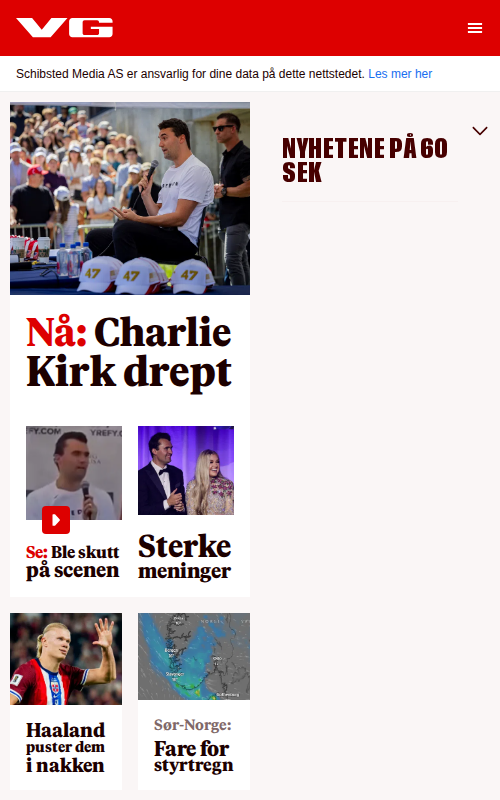 VG
Schibsted Media AS er ansvarlig for dine data på dette nettstedet. Les mer her
NYHETENE PÅ 60
SEK
47 47 47
Nå: Charlie
Kirk drept
Se: Ble skutt
på scenen
Sterke
meninger
Haaland
puster dem
i nakken
Sør-Norge:
Fare for
styrtregn